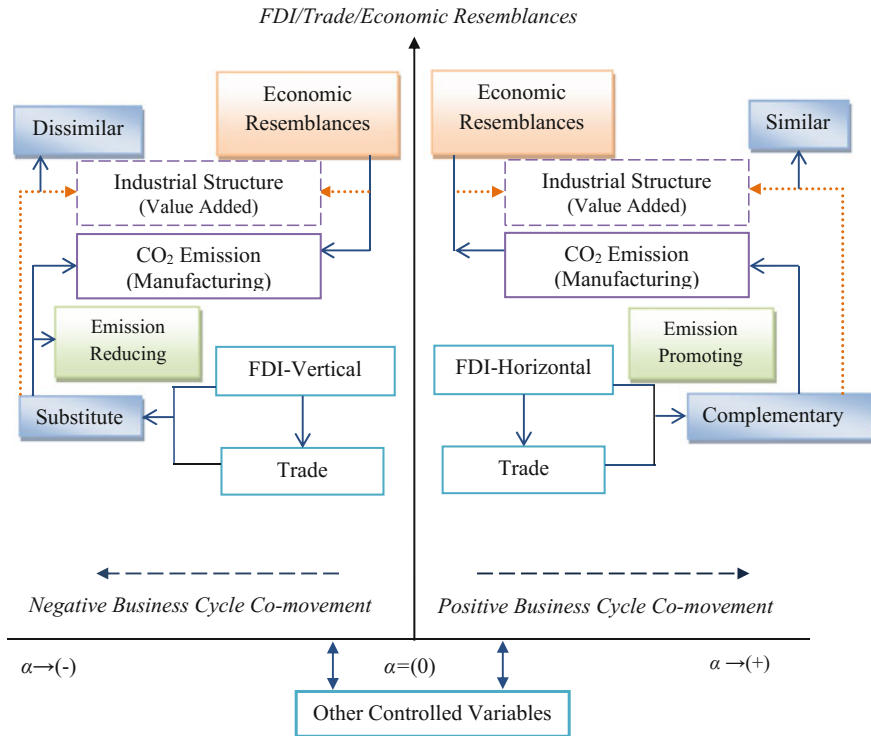 FDI/Trade/Economic Resemblances
Economic
Resemblances
Dissimilar
Industrial Structure
(Value Added)
CO₂ Emission
(Manufacturing)
Emission
Reducing
FDI-Vertical
Substitute
Trade
Negative Business Cycle Co-movement
Economic
Resemblances
Similar
Industrial Structure
(Value Added)
CO₂ Emission
(Manufacturing)
Emission
Promoting
FDI-Horizontal
Complementary
Trade
Positive Business Cycle Co-movement
α→(-)
α=(0)
α →(+)
Other Controlled Variables